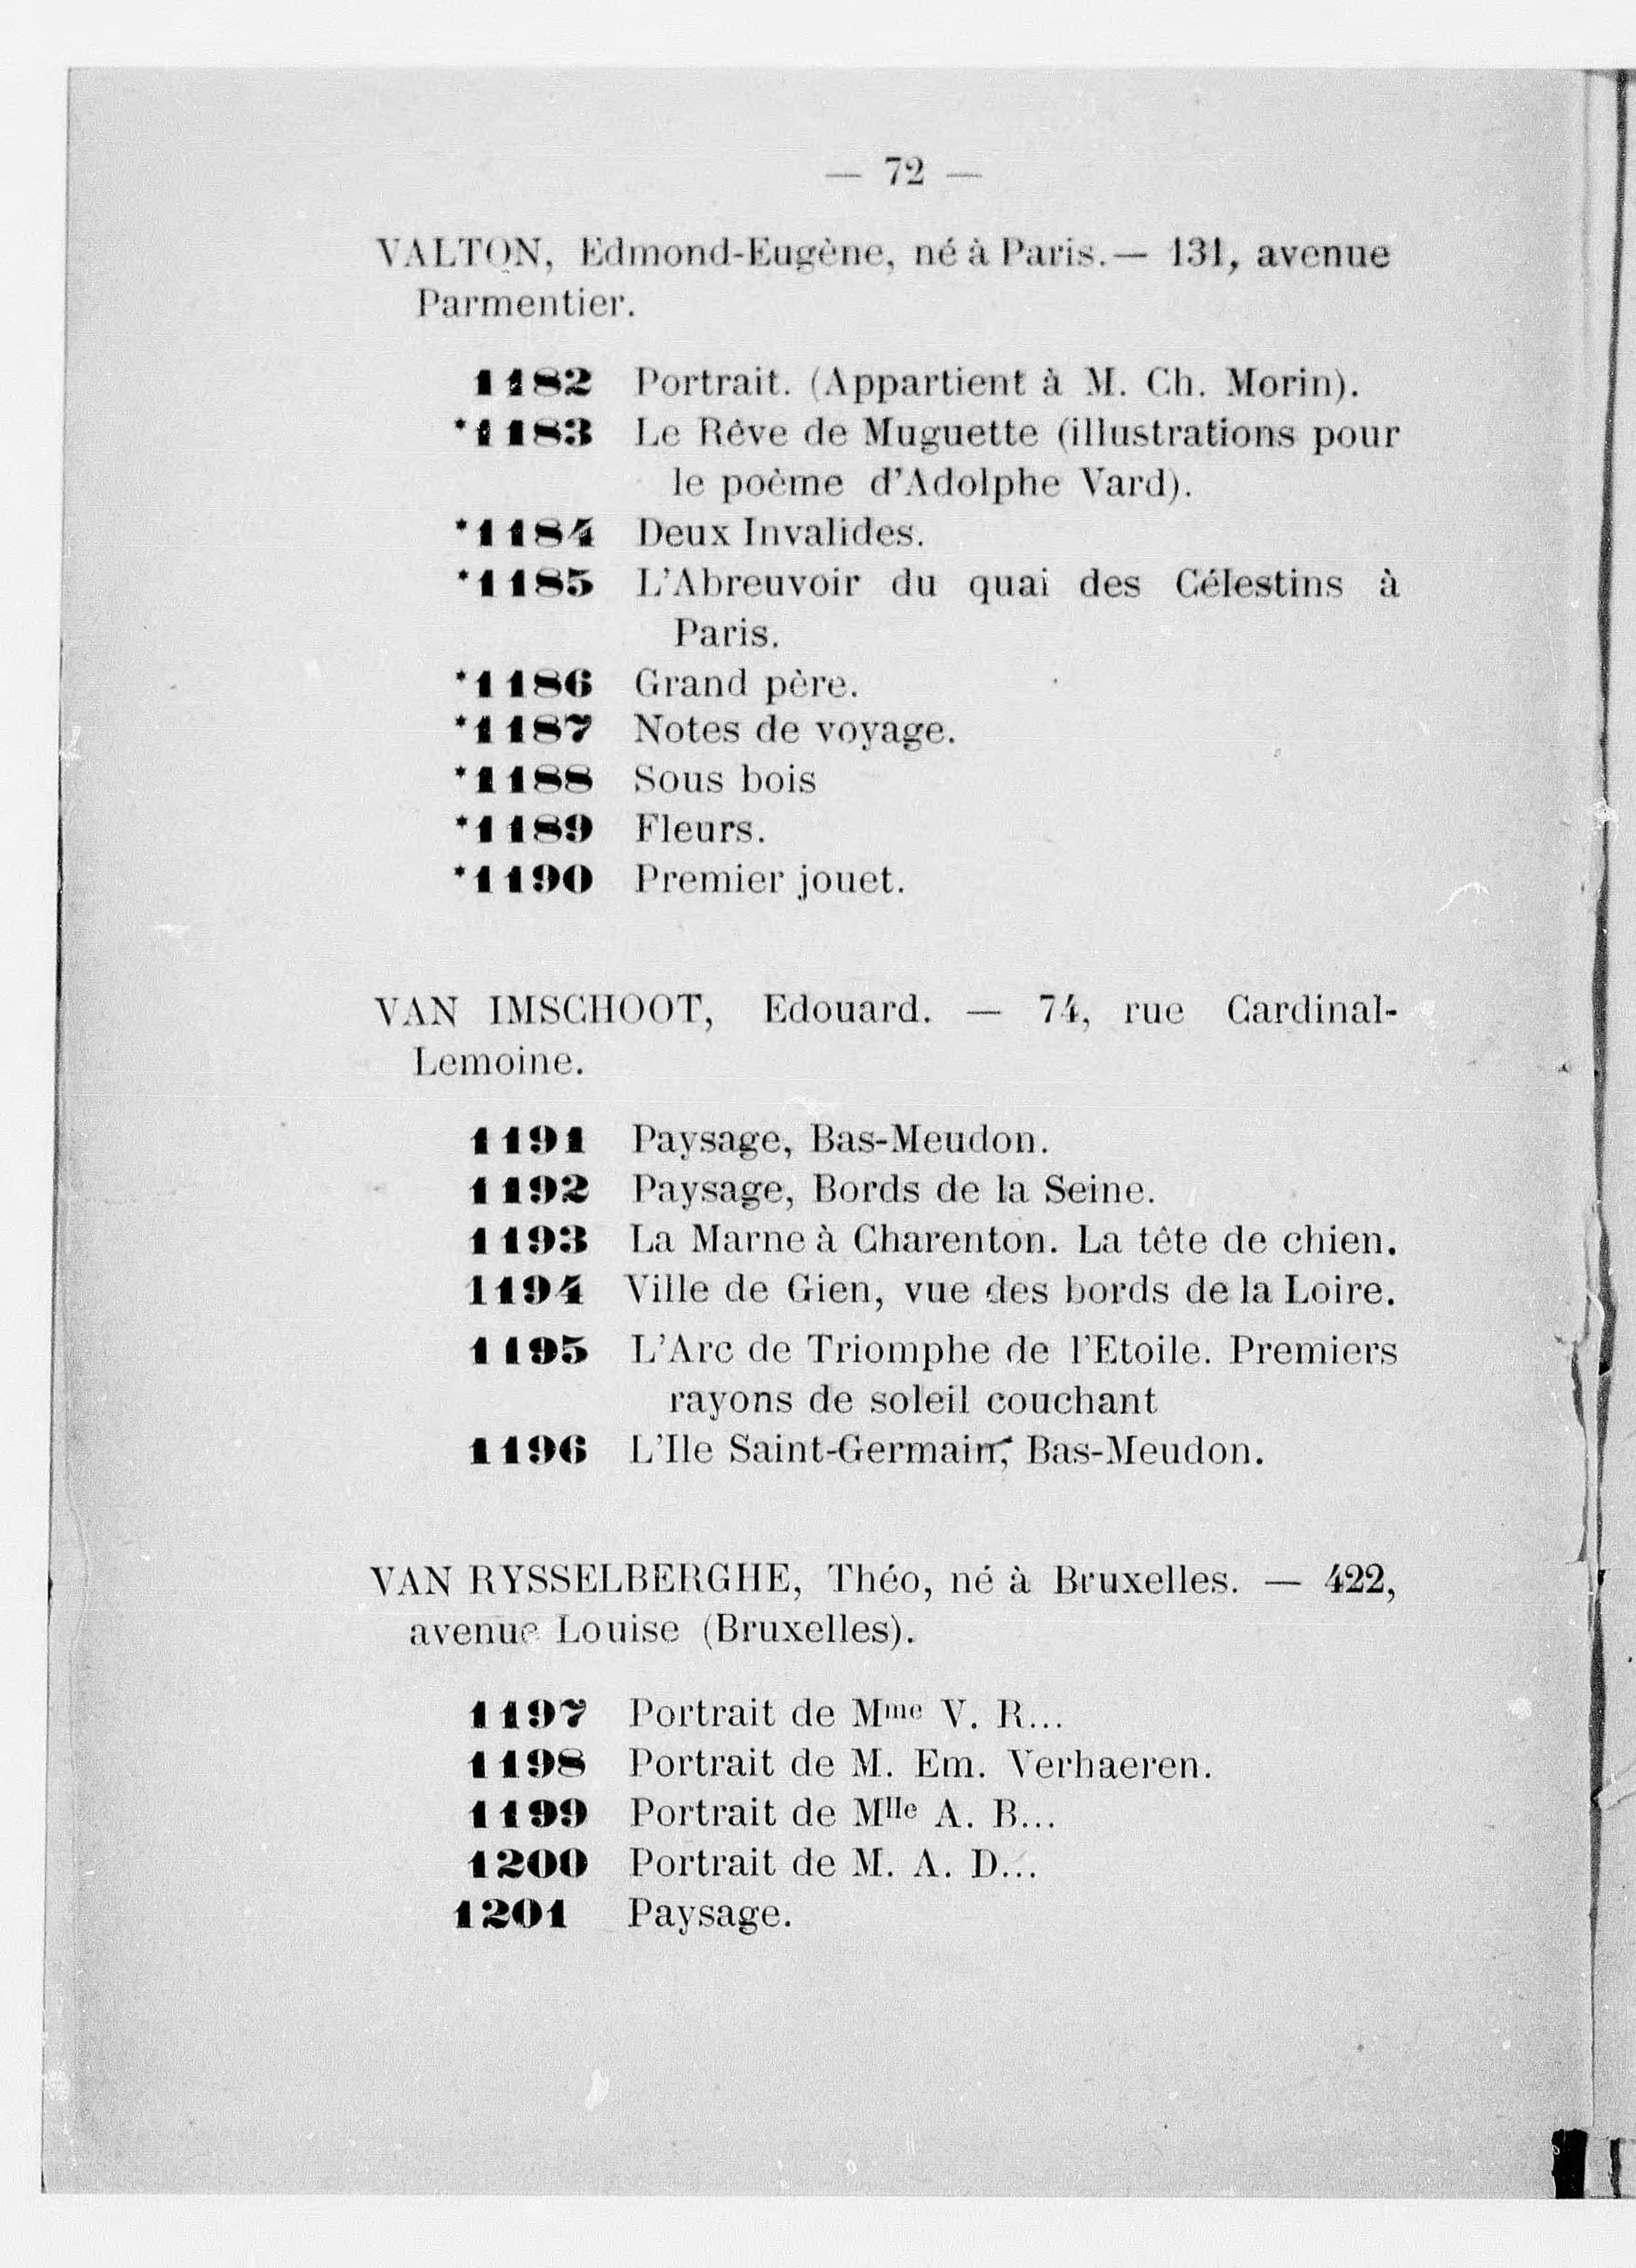 — 72 —
VALTON, Edmond-Eugène, né à Paris. — 131, avenue
Parmentier.
1182 Portrait. (Appartient à M. Ch. Morin).
*1183 Le Rêve de Muguette (illustrations pour
le poème d'Adolphe Vard).
*1184 Deux Invalides.
*1185 L'Abreuvoir du quai des Célestins à
Paris.
*1186 Grand père.
*1187 Notes de voyage.
*1188 Sous bois
*1189 Fleurs.
*1190 Premier jouet.
VAN IMSCHOOT, Edouard. — 74, rue Cardinal-
Lemoine.
1191 Paysage, Bas-Meudon.
1192 Paysage, Bords de la Seine.
1193 La Marne à Charenton. La tête de chien.
1194 Ville de Gien, vue des bords de la Loire.
1195 L'Arc de Triomphe de l'Etoile. Premiers
rayons de soleil couchant
1196 L'Ile Saint-Germain, Bas-Meudon.
VAN RYSSELBERGHE, Théo, né à Bruxelles. — 422,
avenue Louise (Bruxelles).
1197 Portrait de Mme V. R...
1198 Portrait de M. Em. Verhaeren.
1199 Portrait de Mlle A. B...
1200 Portrait de M. A. D...
1201 Paysage.